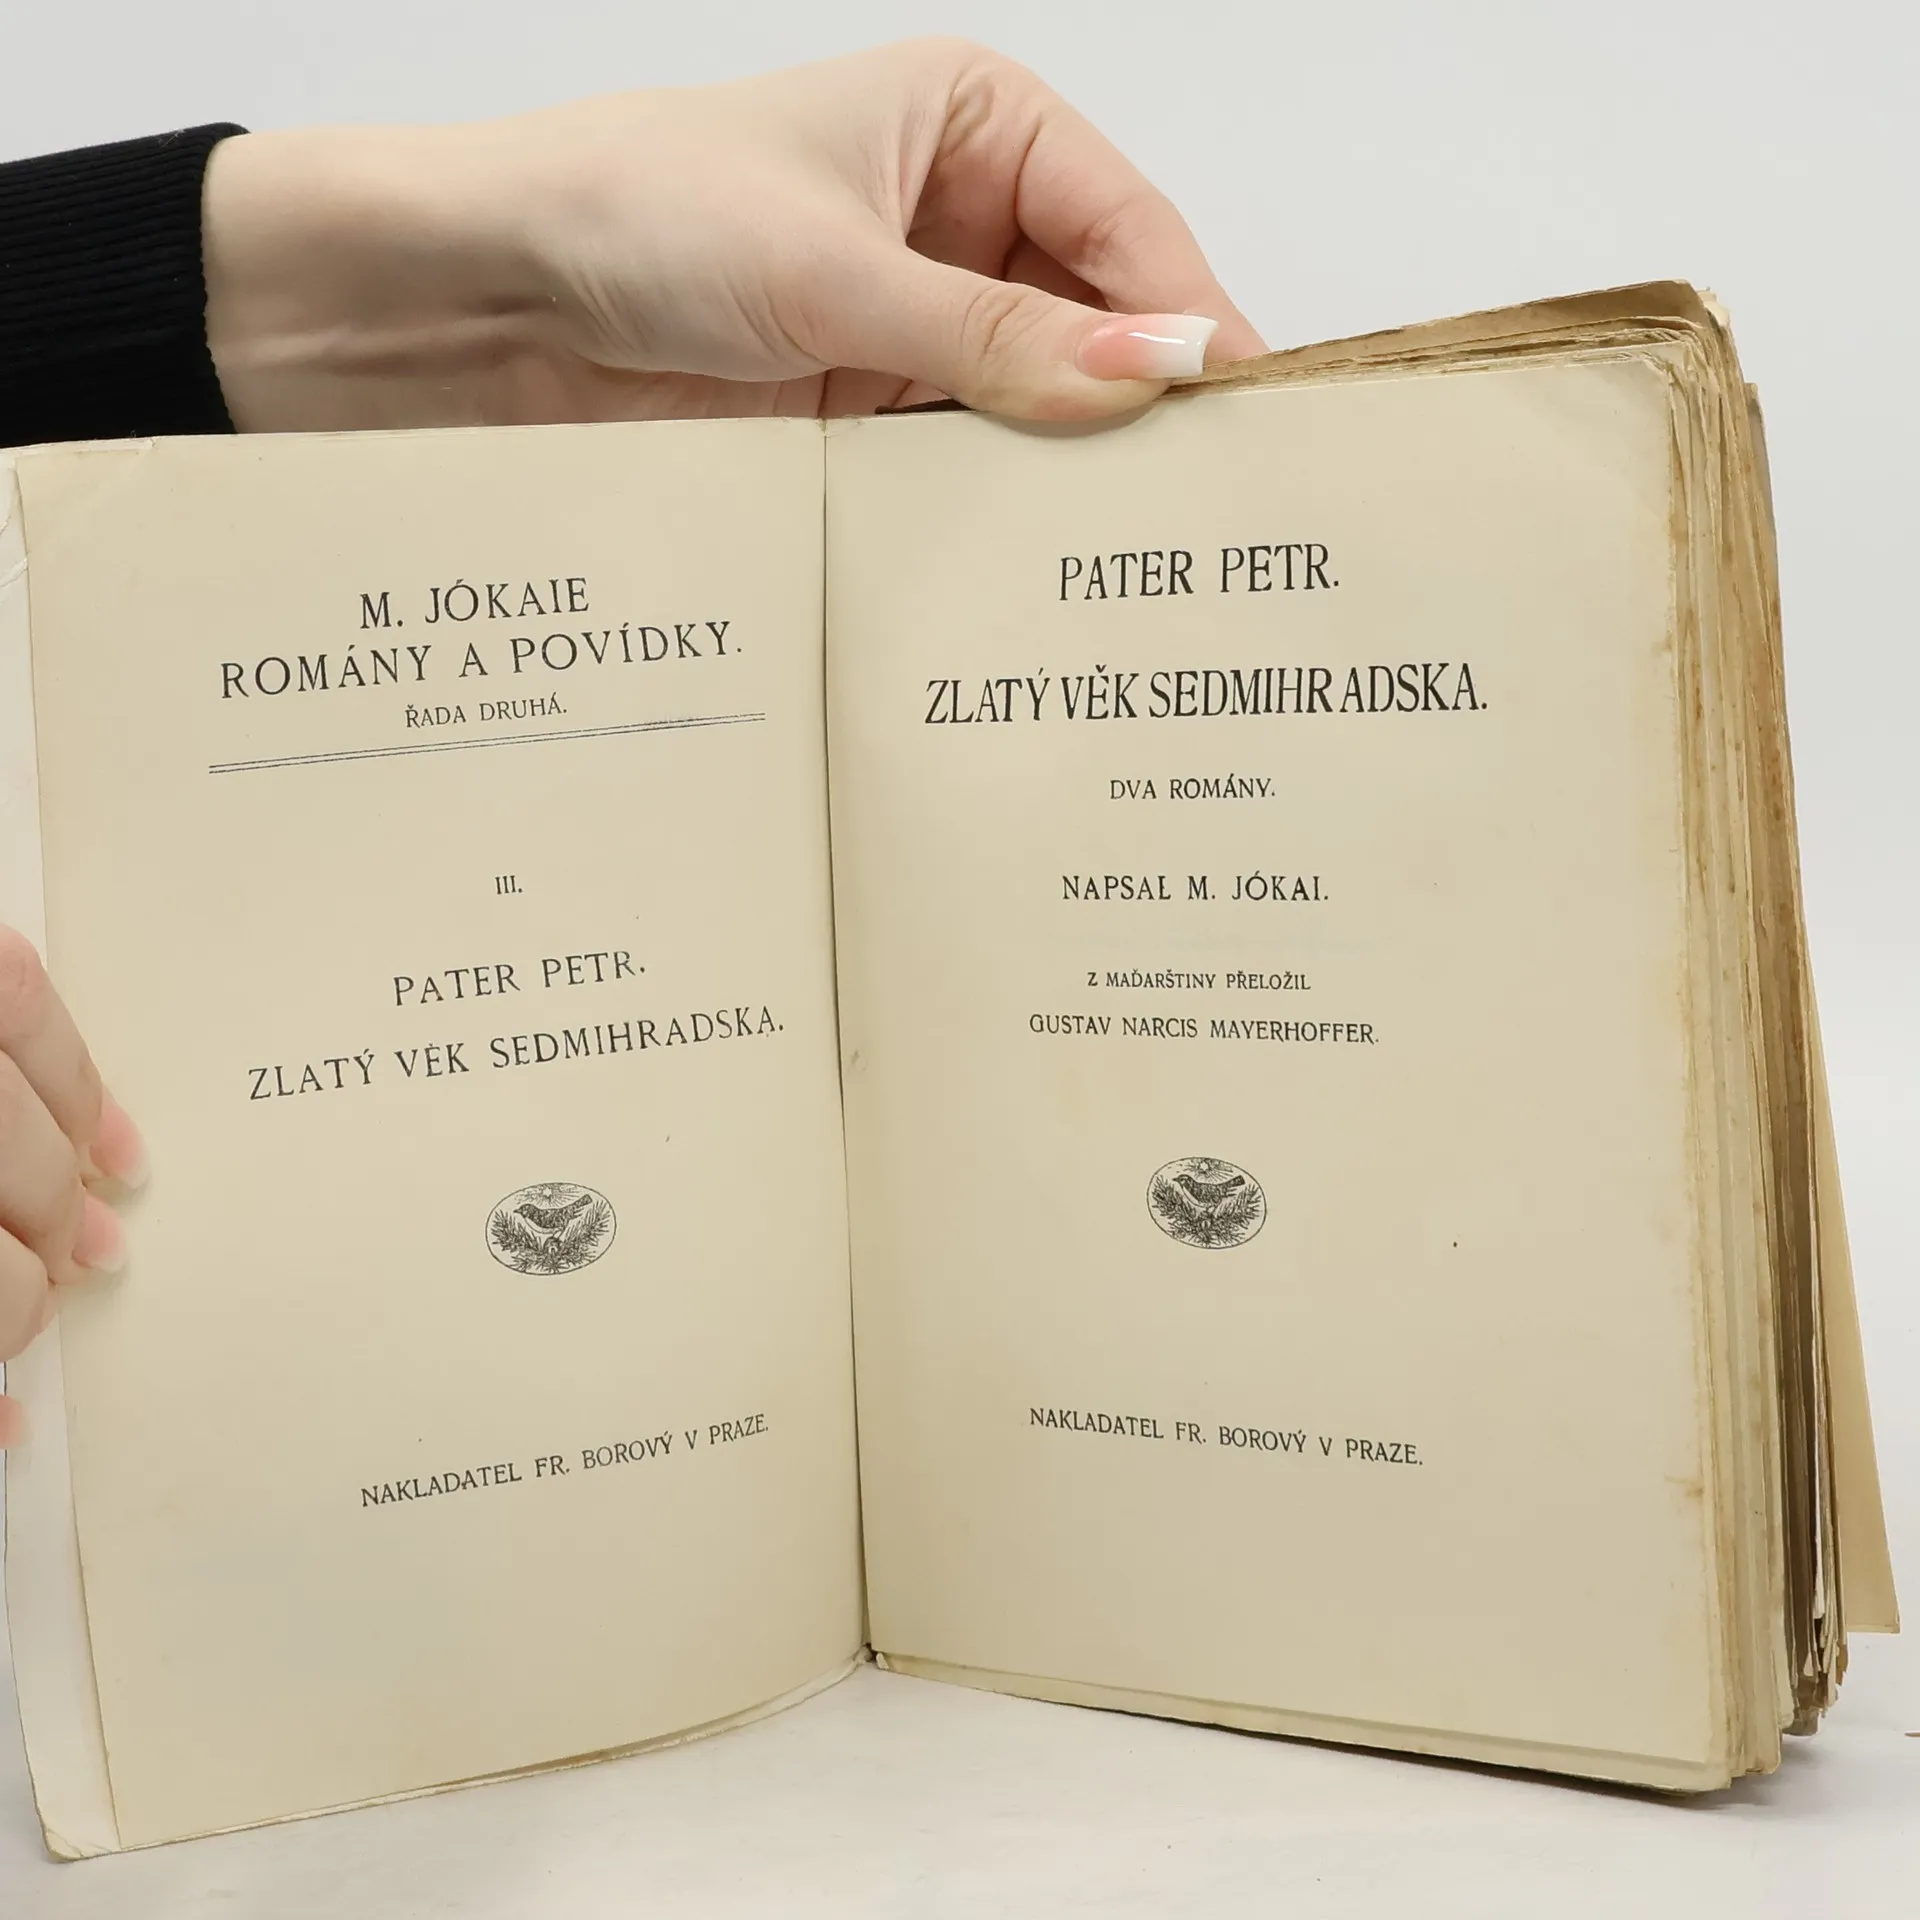 M. JÓKAIE
ROMÁNY A POVÍDKY.
ŘADA DRUHÁ.
III.
PATER PETR.
ZLATÝ VĚK SEDMIHRADSKA.
NAKLADATEL FR. BOROVÝ V PRAZE.
PATER PETR.
ZLATÝ VĚK SEDMIHRADSKA.
DVA ROMÁNY.
NAPSAL M. JÓKAI.
Z MAĎARŠTINY PŘELOŽIL
GUSTAV NARCIS MAYERHOFFER.
NAKLADATEL FR. BOROVÝ V PRAZE.